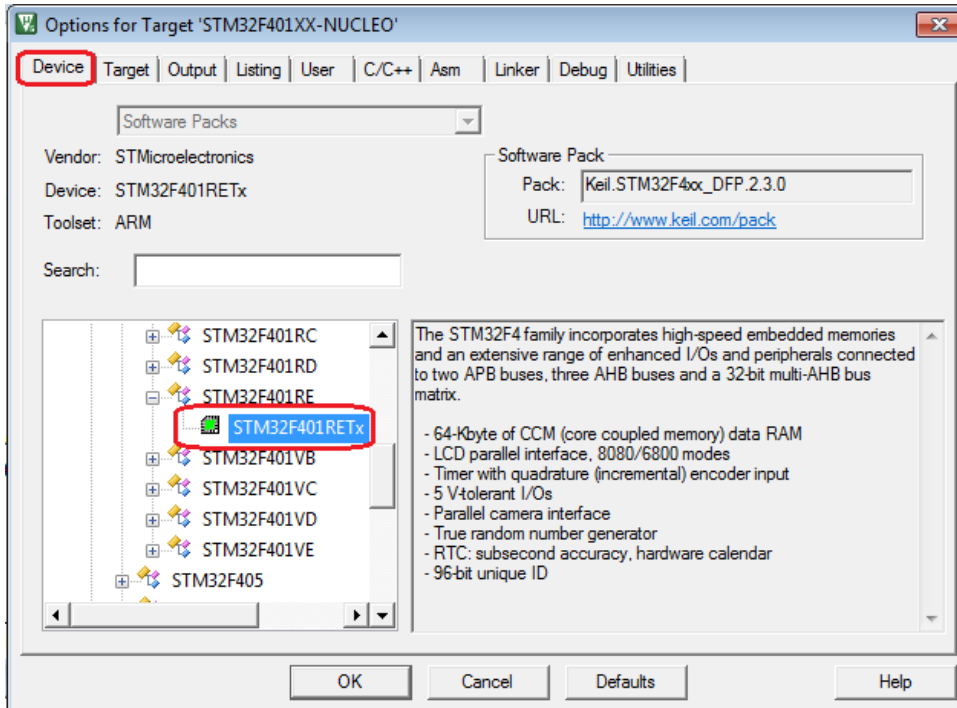 Options for Target 'STM32F401XX-NUCLEO'
Device Target Output Listing User C/C++ Asm Linker Debug Utilities
Software Packs
Vendor: STMicroelectronics
Device: STM32F401RETx
Toolset: ARM
Software Pack
Pack: Keil.STM32F4xx_DFP.2.3.0
URL: http://www.keil.com/pack
Search:
STM32F401RC
STM32F401RD
STM32F401RE
STM32F401RETx
STM32F401VB
STM32F401VC
STM32F401VD
STM32F401VE
STM32F405
The STM32F4 family incorporates high-speed embedded memories
and an extensive range of enhanced I/Os and peripherals connected
to two APB buses, three AHB buses and a 32-bit multi-AHB bus
matrix.
- 64-Kbyte of CCM (core coupled memory) data RAM
- LCD parallel interface, 8080/6800 modes
- Timer with quadrature (incremental) encoder input
- 5 V-tolerant I/Os
- Parallel camera interface
- True random number generator
- RTC: subsecond accuracy, hardware calendar
- 96-bit unique ID
OK Cancel Defaults Help